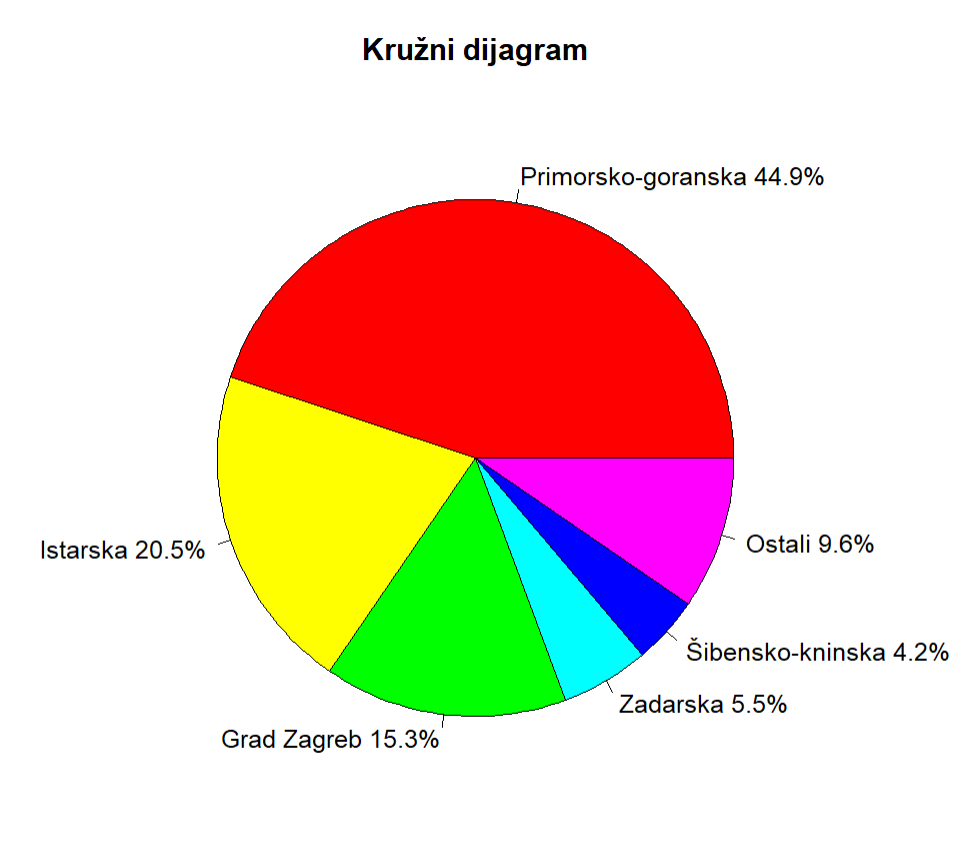 Kružni dijagram
Primorsko-goranska 44.9%
Istarska 20.5%
Ostali 9.6%
Šibensko-kninska 4.2%
Zadarska 5.5%
Grad Zagreb 15.3%